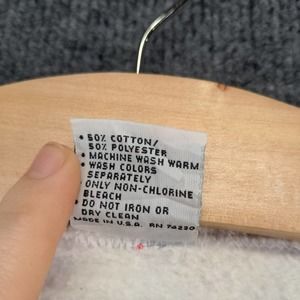 • 50% COTTON/
50% POLYESTER
• MACHINE WASH WARM
• WASH COLORS
SEPARATELY
ONLY NON-CHLORINE
BLEACH
• DO NOT IRON OR
DRY CLEAN
MADE IN U.S.A. RN 74230